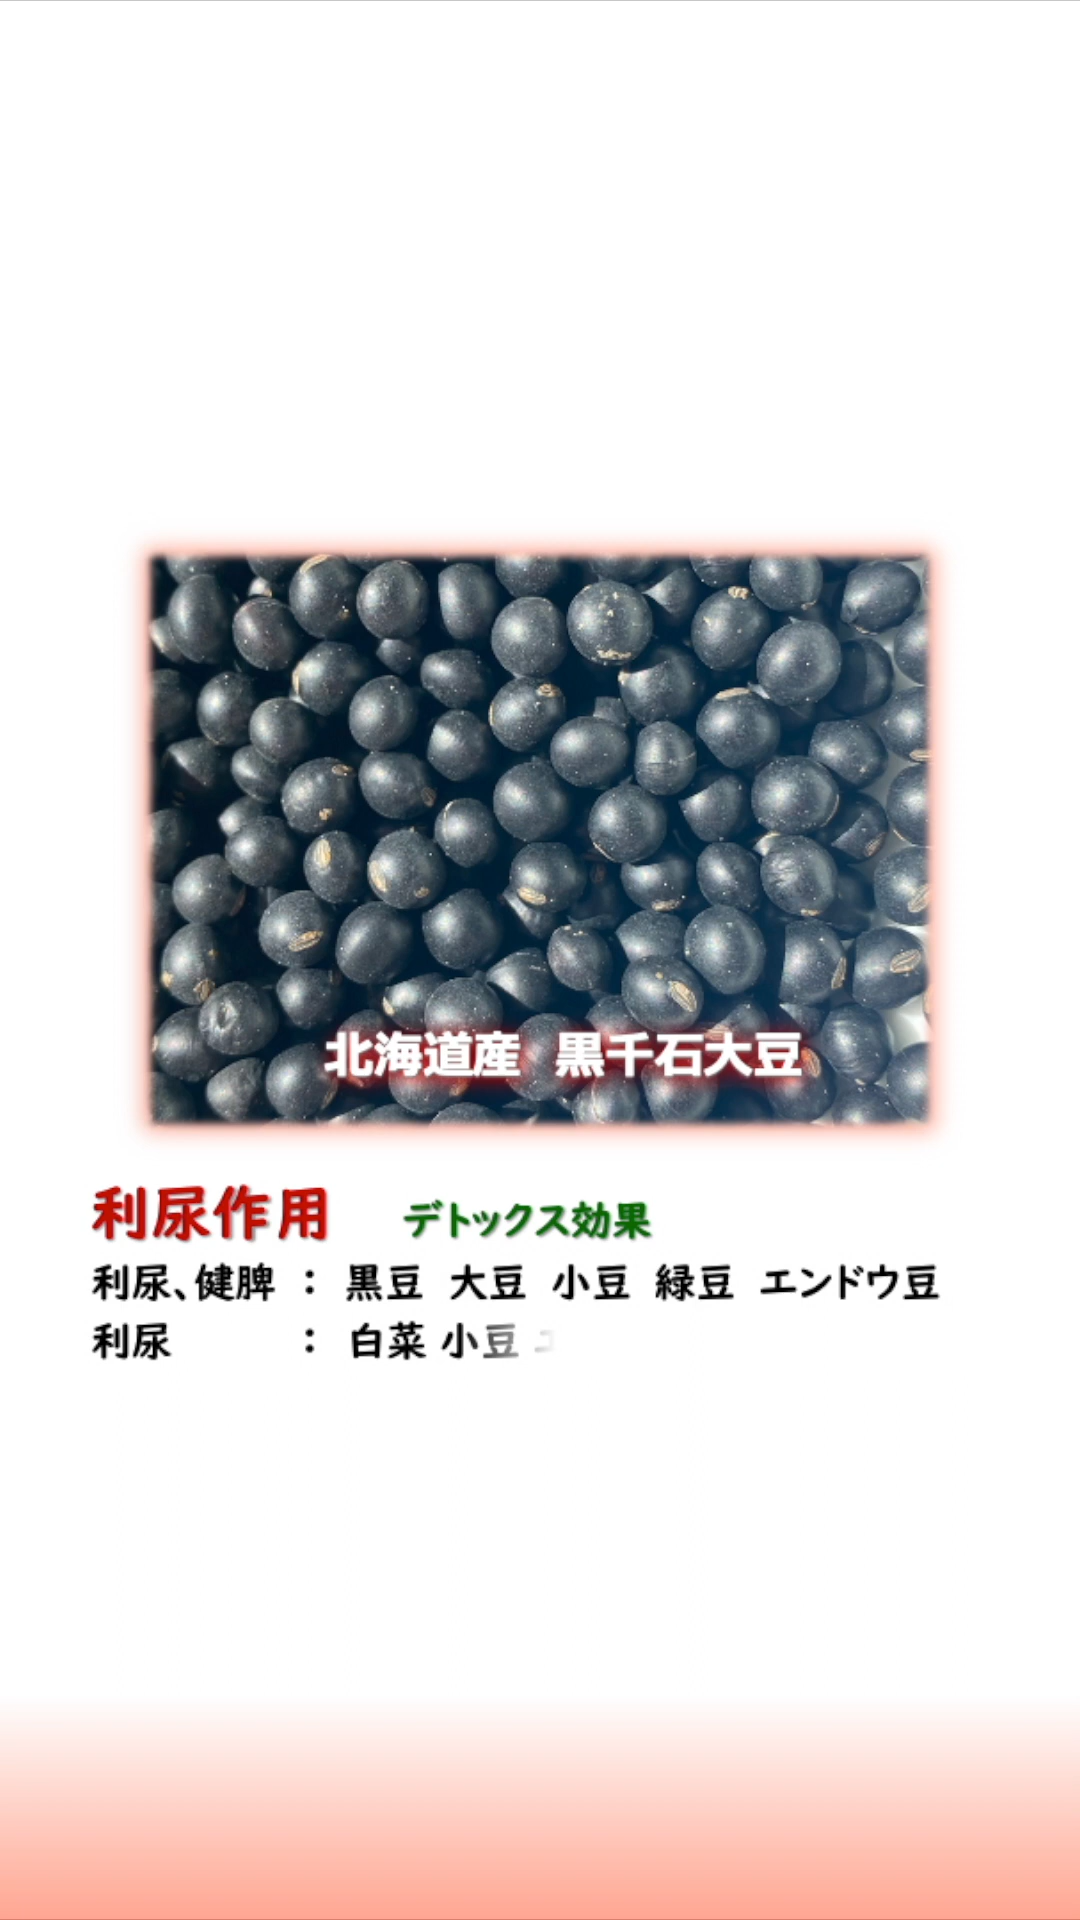 北海道産 黒千石大豆
利尿作用 デトックス効果
利尿、健脾 : 黒豆 大豆 小豆 緑豆 エンドウ豆
利尿 : 白菜 小豆